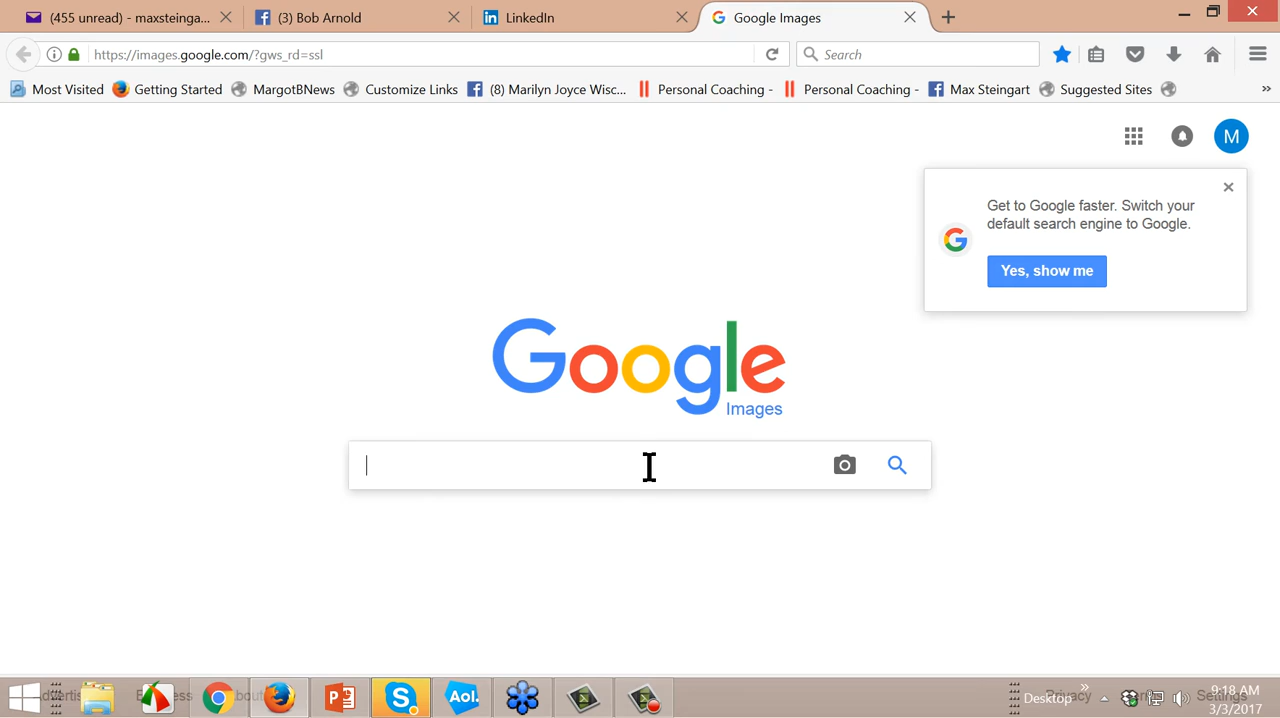 (455 unread) - maxsteinga...
(3) Bob Arnold
in LinkedIn
Google Images
https://images.google.com/?gws_rd=ssl
Search
Most Visited
Getting Started
MargotBNews
Customize Links
(8) Marilyn Joyce Wisc...
Personal Coaching -
Personal Coaching -
Max Steingart
Suggested Sites
»
M
Get to Google faster. Switch your
default search engine to Google.
Yes, show me
Google
Images
Aol.
Desktop
»
Privacy
Settings
9:18 AM
3/3/2017